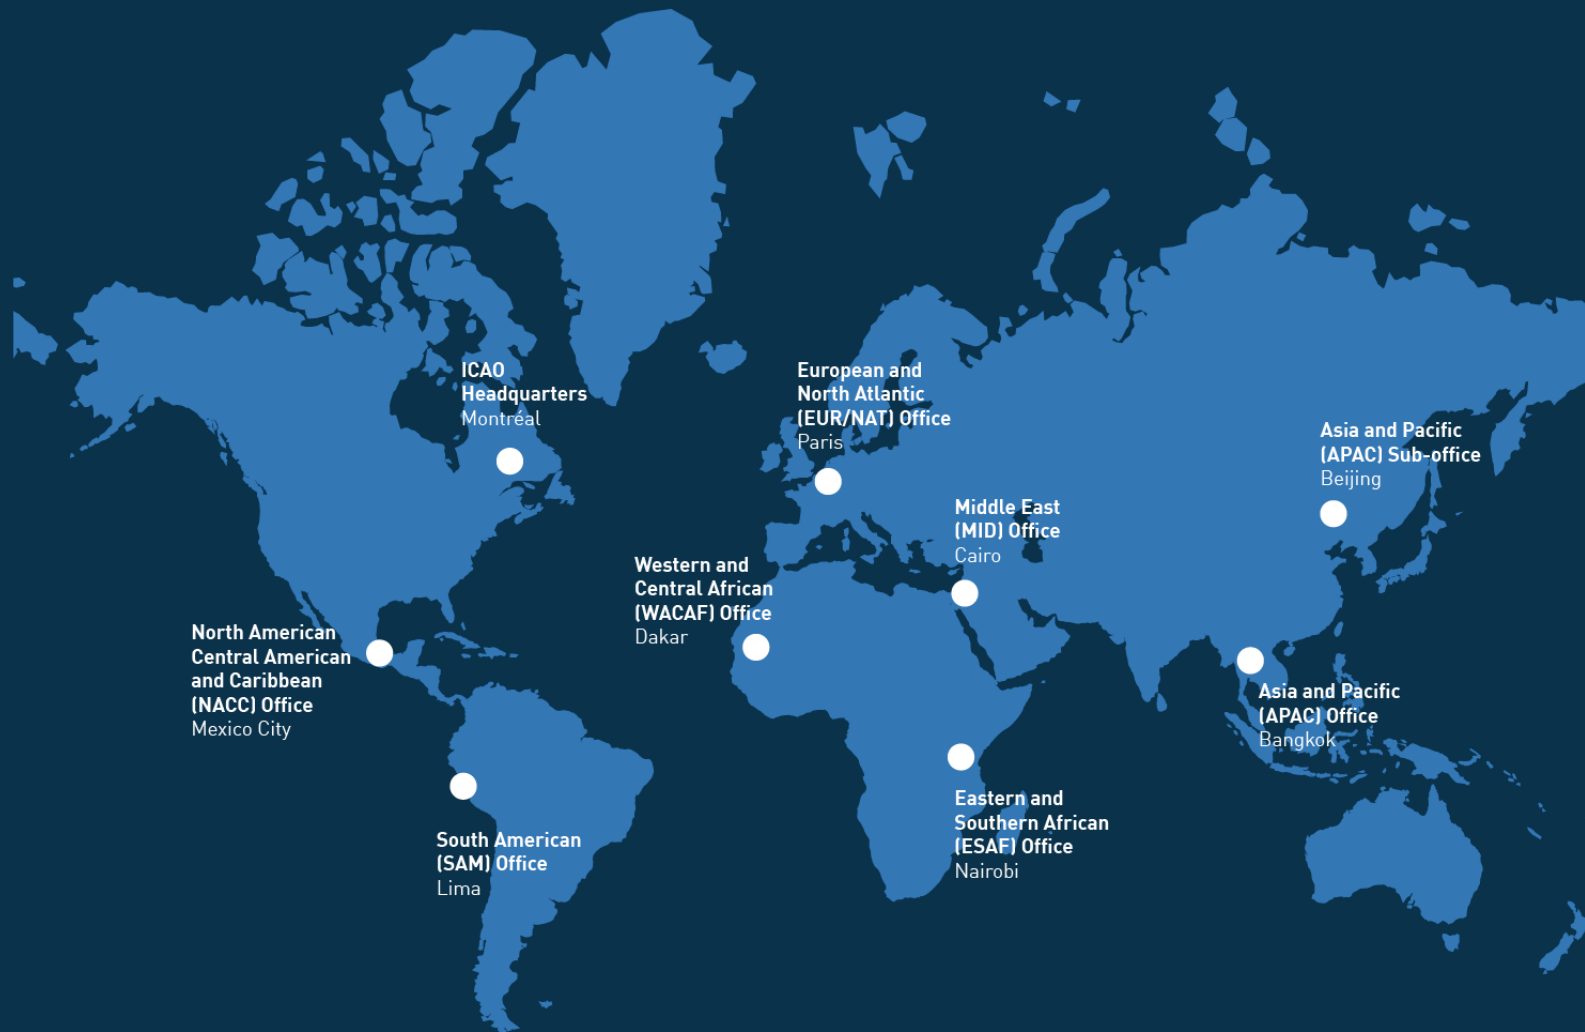 ICAO
Headquarters
Montréal
European and
North Atlantic
(EUR/NAT) Office
Paris
Asia and Pacific
(APAC) Sub-office
Beijing
Middle East
(MID) Office
Cairo
Western and
Central African
(WACAF) Office
Dakar
North American
Central American
and Caribbean
(NACC) Office
Mexico City
Asia and Pacific
(APAC) Office
Bangkok
Eastern and
Southern African
(ESAF) Office
Nairobi
South American
(SAM) Office
Lima